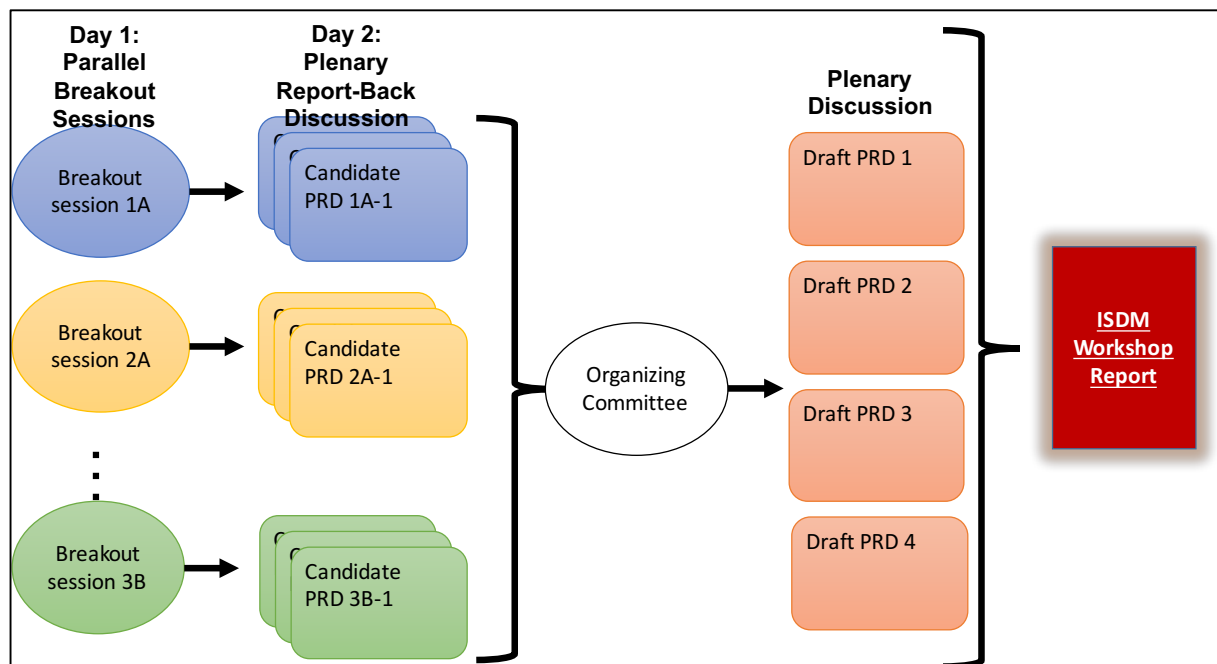 Day 1:
Parallel
Breakout
Sessions
Day 2:
Plenary
Report-Back
Discussion
Plenary
Discussion
Breakout
session 1A
Candidate
PRD 1A-1
Breakout
session 2A
Candidate
PRD 2A-1
Breakout
session 3B
Candidate
PRD 3B-1
Organizing
Committee
Draft PRD 1
Draft PRD 2
Draft PRD 3
Draft PRD 4
ISDM
Workshop
Report